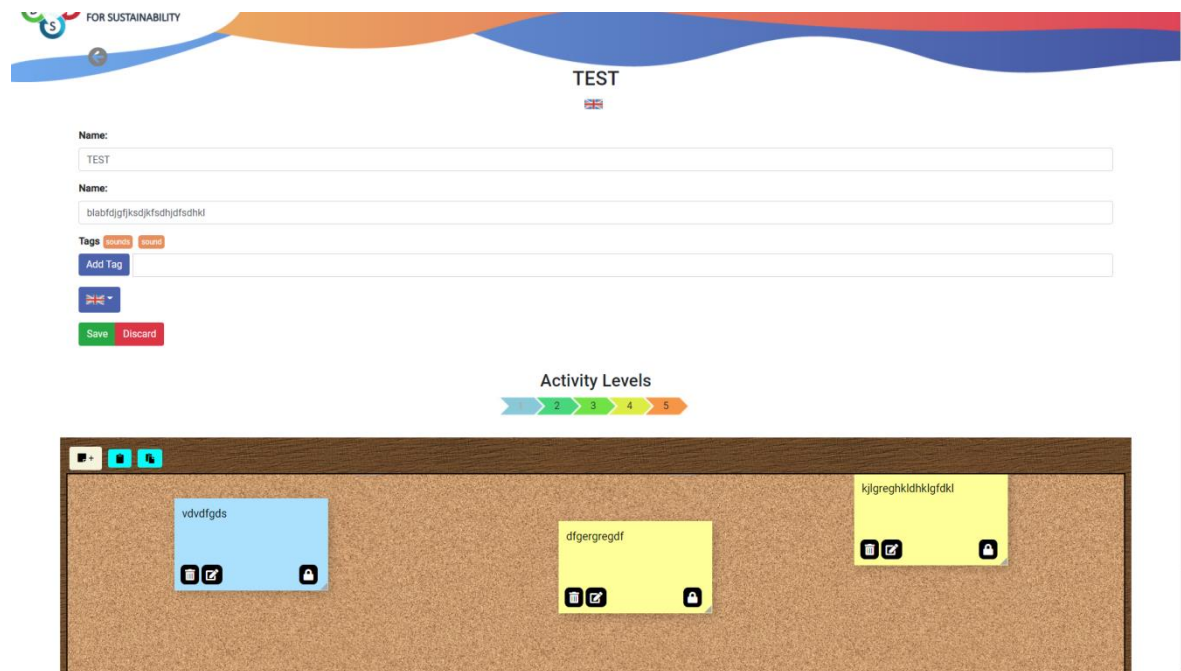 S
FOR SUSTAINABILITY
TEST
Name:
TEST
Name:
blabfdjgfjksdjkfsdhjdfsdhkl
Tags sounds sound
Add Tag
Save Discard
Activity Levels
1 2 3 4 5
kjlgreghkldhklgfdkl
vdvdfgds
dfgergregdf